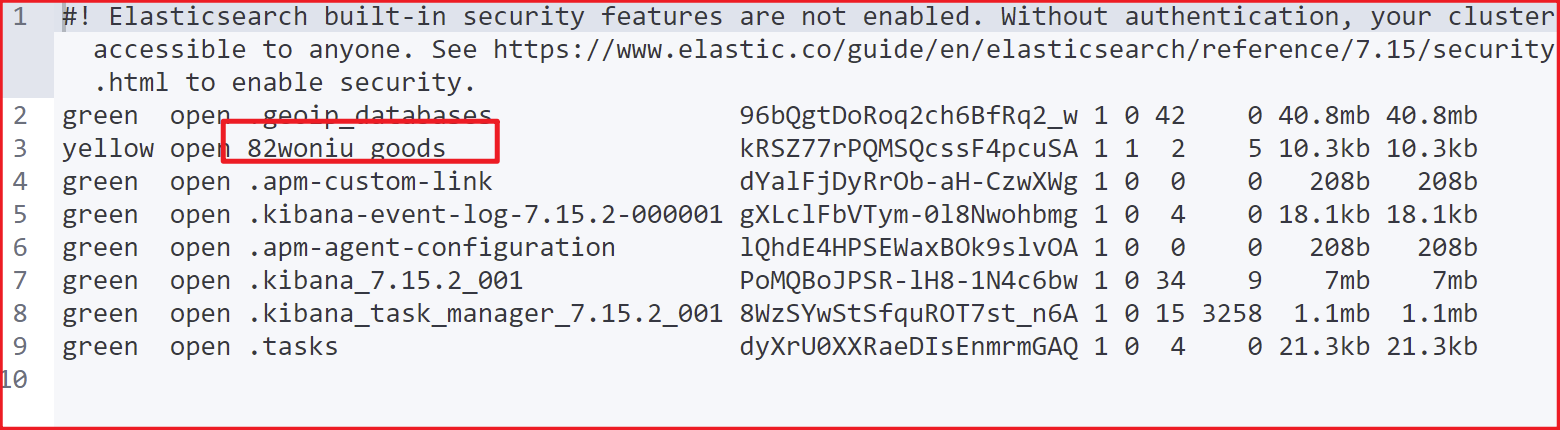 1 #! Elasticsearch built-in security features are not enabled. Without authentication, your cluster
accessible to anyone. See https://www.elastic.co/guide/en/elasticsearch/reference/7.15/security
.html to enable security.
2 green open .geoip_databases 96bQgtDoRoq2ch6BfRq2_w 1 0 42 0 40.8mb 40.8mb
3 yellow open 82woniu_goods kRSZ77rPQMSQcssF4pcuSA 1 1 2 5 10.3kb 10.3kb
4 green open .apm-custom-link dYalFjDyRrOb-aH-CzwXWg 1 0 0 0 208b 208b
5 green open .kibana-event-log-7.15.2-000001 gXLclFbVTym-0l8Nwohbmg 1 0 4 0 18.1kb 18.1kb
6 green open .apm-agent-configuration lQhdE4HPSEWaxBOk9slvOA 1 0 0 0 208b 208b
7 green open .kibana_7.15.2_001 PoMQBoJPSR-lH8-1N4c6bw 1 0 34 9 7mb 7mb
8 green open .kibana_task_manager_7.15.2_001 8WzSYwStSfquROT7st_n6A 1 0 15 3258 1.1mb 1.1mb
9 green open .tasks dyXrU0XXRaeDIsEnmrmGAQ 1 0 4 0 21.3kb 21.3kb
10